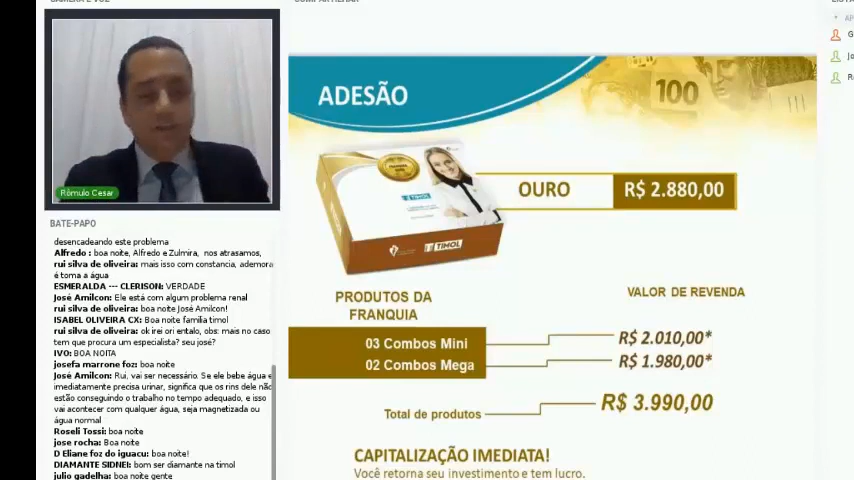 CÂMERA E VOZ
COMPARTILHAR
Rômulo Cesar
BATE-PAPO
desencadeando este problema
Alfredo : boa noite, Alfredo e Zulmira, nos atrasamos,
rui silva de oliveira: mais isso com constancia, ademora
é toma a água
ESMERALDA --- CLERISON: VERDADE
José Amilcon: Ele está com algum problema renal
rui silva de oliveira: boa noite José Amilcon!
ISABEL OLIVEIRA CX: Boa noite familia timol
rui silva de oliveira: ok irei ori entalo, obs: mais no caso
tem que procura um especialista? seu josé?
IVO: BOA NOITA
josefa marrone foz: boa noite
José Amilcon: Rui, vai ser necessário. Se ele bebe água e
imediatamente precisa urinar, significa que os rins dele não
estão conseguindo o trabalho no tempo adequado, e isso
vai acontecer com qualquer água, seja magnetizada ou
água normal
Roseli Tossi: boa noite
jose rocha: Boa noite
D Eliane foz do iguacu: boa noite!
DIAMANTE SIDNEI: bom ser diamante na timol
julio gadelha: boa noite gente
ADESÃO
100
TIMOL
TIMOL
OURO
R$ 2.880,00
PRODUTOS DA
FRANQUIA
VALOR DE REVENDA
03 Combos Mini
R$ 2.010,00*
02 Combos Mega
R$ 1.980,00*
Total de produtos
R$ 3.990,00
CAPITALIZAÇÃO IMEDIATA!
Você retorna seu investimento e tem lucro.